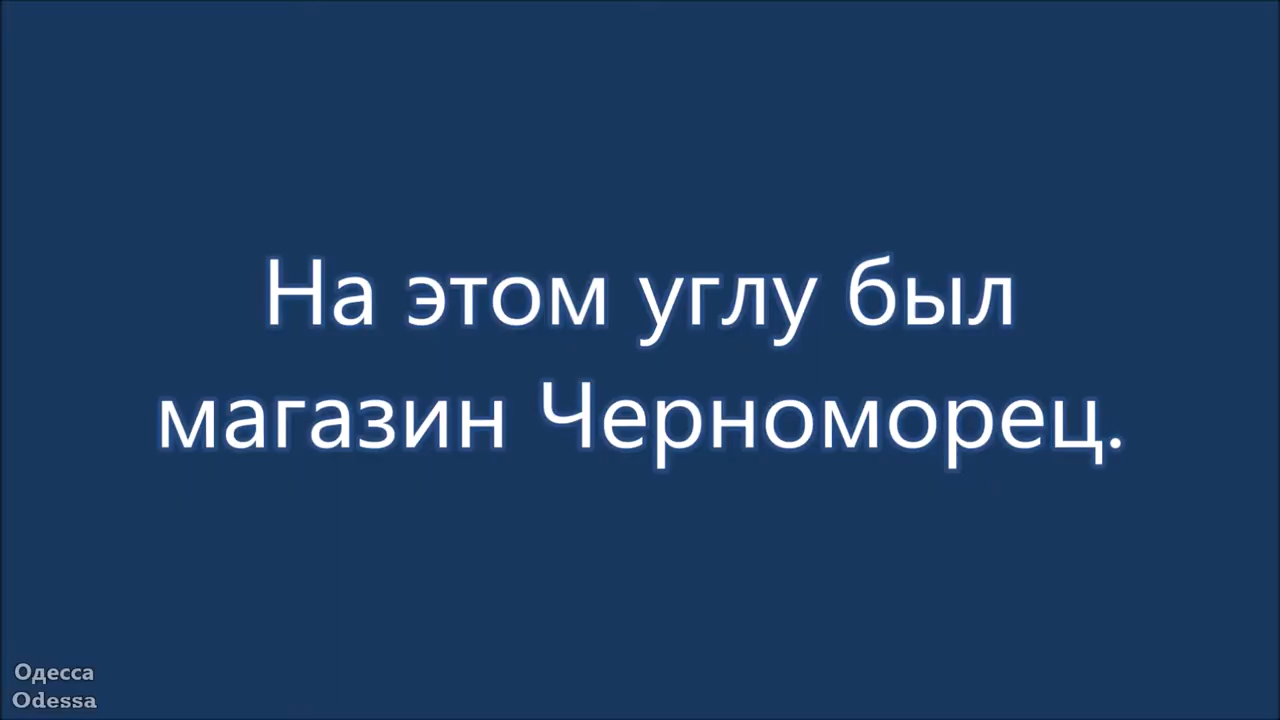 На этом углу был
магазин Черноморец.
Одесса
Odessa